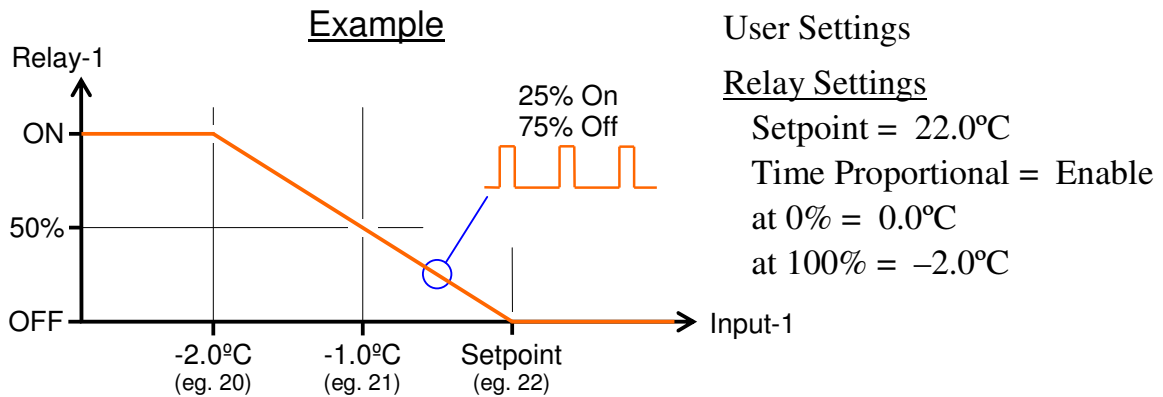 Example
Relay-1
ON
50%
OFF
25% On
75% Off
-2.0ºC
(eg. 20)
-1.0ºC
(eg. 21)
Setpoint
(eg. 22)
Input-1
User Settings
Relay Settings
Setpoint = 22.0ºC
Time Proportional = Enable
at 0% = 0.0ºC
at 100% = –2.0ºC